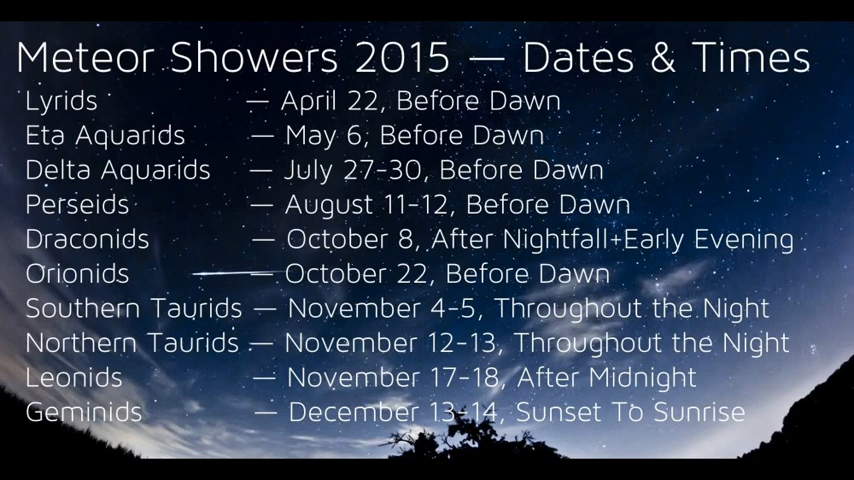 Meteor Showers 2015 — Dates & Times
Lyrids — April 22, Before Dawn
Eta Aquarids — May 6, Before Dawn
Delta Aquarids — July 27-30, Before Dawn
Perseids — August 11-12, Before Dawn
Draconids — October 8, After Nightfall+Early Evening
Orionids — October 22, Before Dawn
Southern Taurids — November 4-5, Throughout the Night
Northern Taurids — November 12-13, Throughout the Night
Leonids — November 17-18, After Midnight
Geminids — December 13-14, Sunset To Sunrise